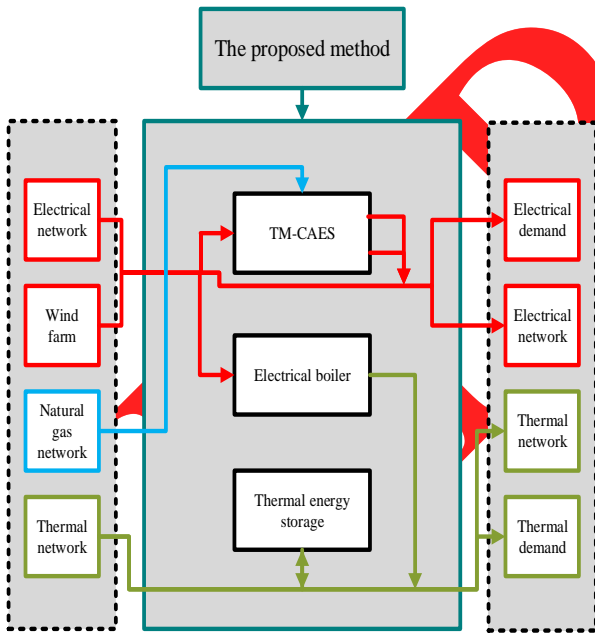 The proposed method
Electrical
network
Wind
farm
Natural
gas
network
Thermal
network
TM-CAES
Electrical boiler
Thermal energy
storage
Electrical
demand
Electrical
network
Thermal
network
Thermal
demand